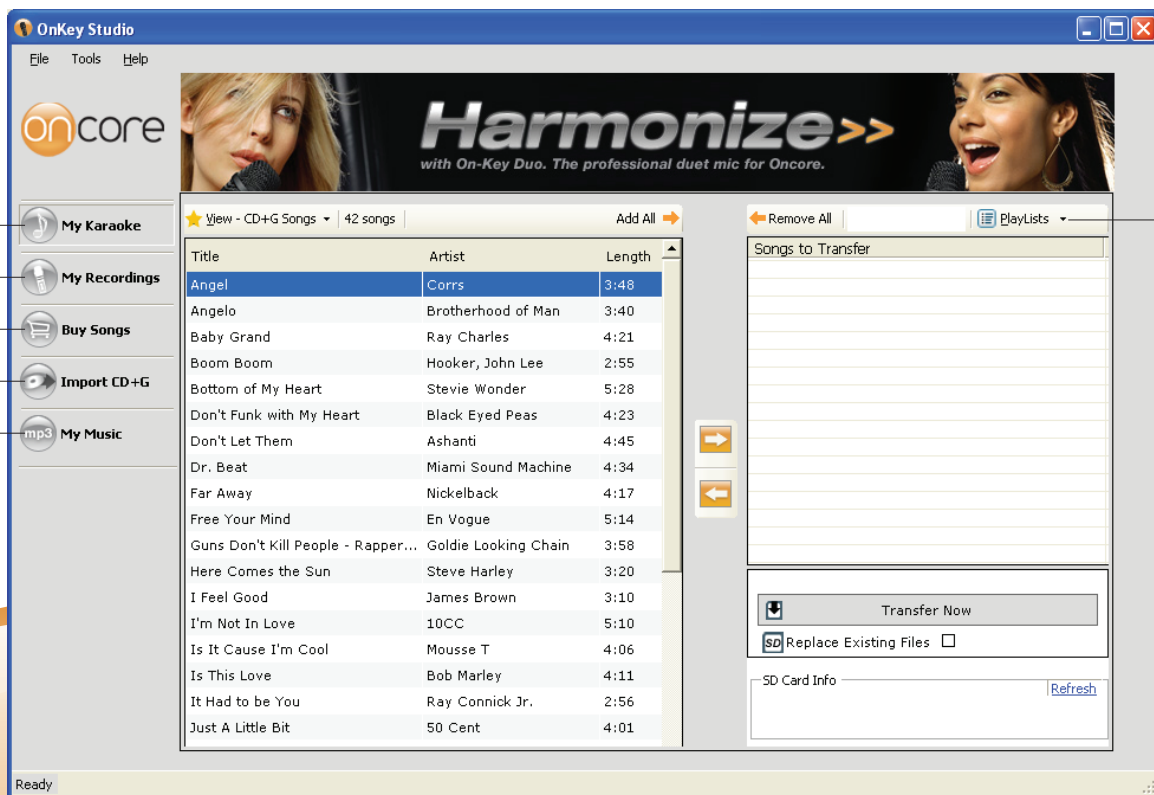 OnKey Studio
File Tools Help
oncore
Harmonize>>
with On-Key Duo. The professional duet mic for Oncore.
My Karaoke
My Recordings
Buy Songs
Import CD+G
mp3 My Music
View - CD+G Songs 42 songs Add All
Title Artist Length
Angel Corrs 3:48
Angelo Brotherhood of Man 3:40
Baby Grand Ray Charles 4:21
Boom Boom Hooker, John Lee 2:55
Bottom of My Heart Stevie Wonder 5:28
Don't Funk with My Heart Black Eyed Peas 4:23
Don't Let Them Ashanti 4:45
Dr. Beat Miami Sound Machine 4:34
Far Away Nickelback 4:17
Free Your Mind En Vogue 5:14
Guns Don't Kill People - Rapper... Goldie Looking Chain 3:58
Here Comes the Sun Steve Harley 3:20
I Feel Good James Brown 3:10
I'm Not In Love 10CC 5:10
Is It Cause I'm Cool Mousse T 4:06
Is This Love Bob Marley 4:11
It Had to be You Ray Connick Jr. 2:56
Just A Little Bit 50 Cent 4:01
Remove All PlayLists
Songs to Transfer
Transfer Now
SD Replace Existing Files
SD Card Info
Refresh
Ready